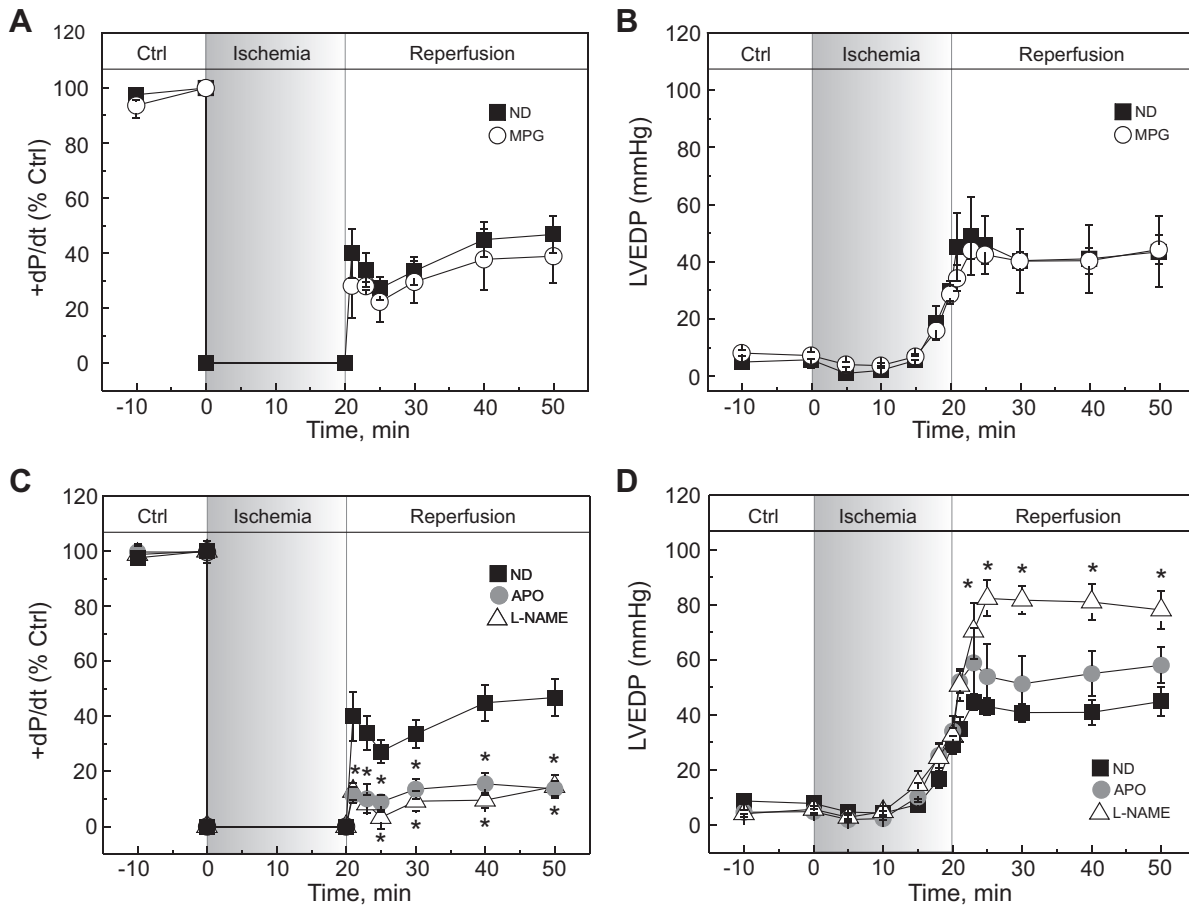 A
120
100
80
60
40
20
0
+dP/dt (% Ctrl)
Ctrl
Ischemia
Reperfusion
ND
MPG
-10 0 10 20 30 40 50
Time, min
B
120
100
80
60
40
20
0
LVEDP (mmHg)
Ctrl
Ischemia
Reperfusion
ND
MPG
-10 0 10 20 30 40 50
Time, min
C
120
100
80
60
40
20
0
+dP/dt (% Ctrl)
Ctrl
Ischemia
Reperfusion
ND
APO
L-NAME
* * * * * *
* * * *
-10 0 10 20 30 40 50
Time, min
D
120
100
80
60
40
20
0
LVEDP (mmHg)
Ctrl
Ischemia
Reperfusion
* * * * *
ND
APO
L-NAME
-10 0 10 20 30 40 50
Time, min